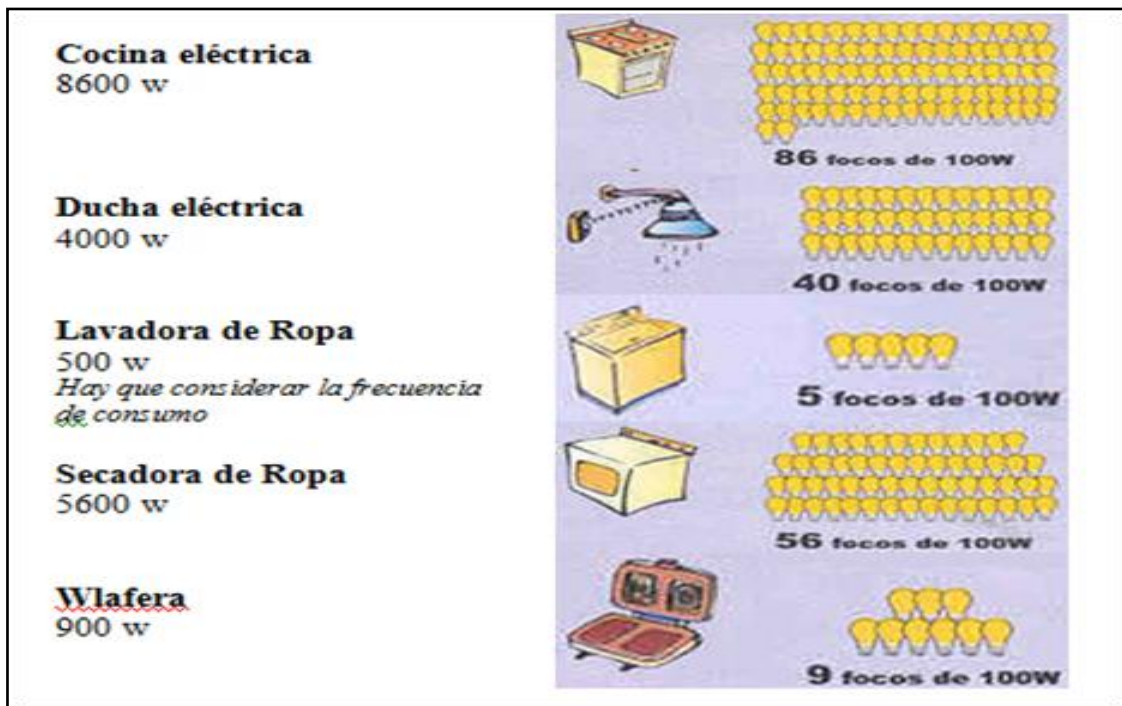 Cocina eléctrica
8600 w
86 focos de 100W
Ducha eléctrica
4000 w
40 focos de 100W
Lavadora de Ropa
500 w
Hay que considerar la frecuencia
de consumo
5 focos de 100W
Secadora de Ropa
5600 w
56 focos de 100W
Wlafera
900 w
9 focos de 100W